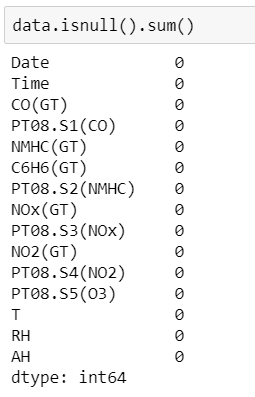 data.isnull().sum()
Date 0
Time 0
CO(GT) 0
PT08.S1(CO) 0
NMHC(GT) 0
C6H6(GT) 0
PT08.S2(NMHC) 0
NOx(GT) 0
PT08.S3(NOx) 0
NO2(GT) 0
PT08.S4(NO2) 0
PT08.S5(O3) 0
T 0
RH 0
AH 0
dtype: int64